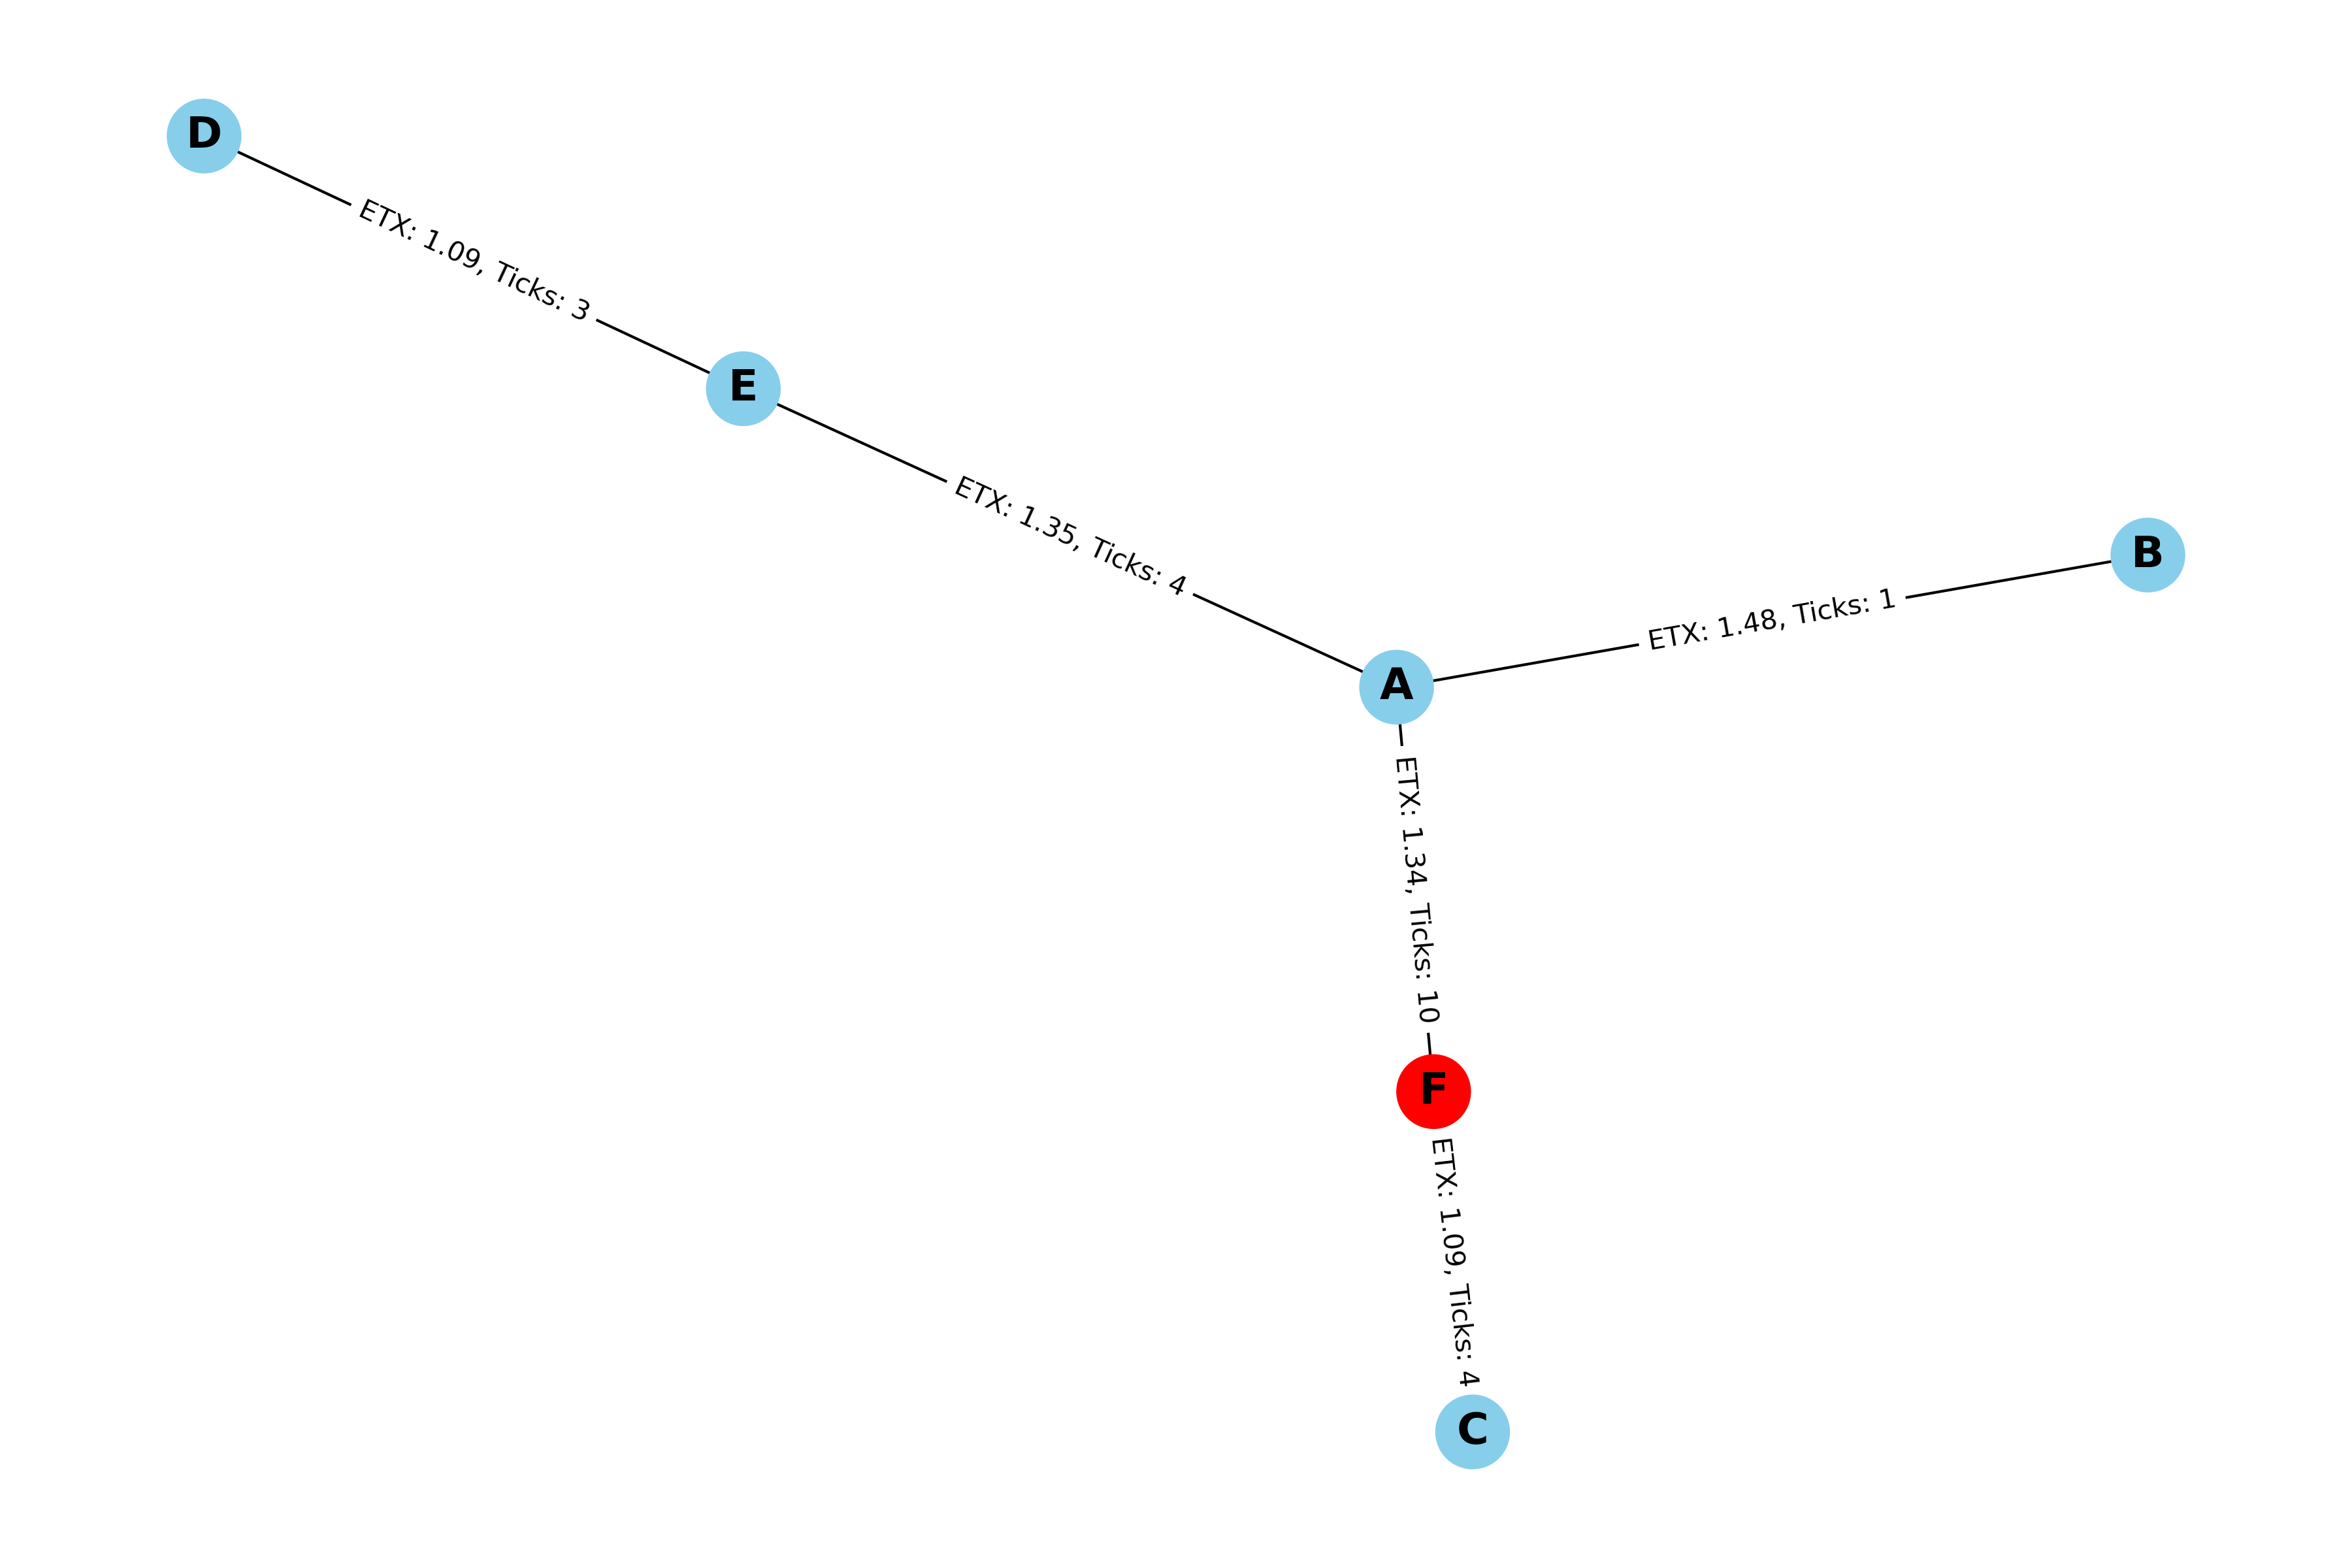 D
ETX: 1.09, Ticks: 3
E
ETX: 1.35, Ticks: 4
B
ETX: 1.48, Ticks: 1
A
ETX: 1.34, Ticks: 10
F
ETX: 1.09, Ticks: 4
C